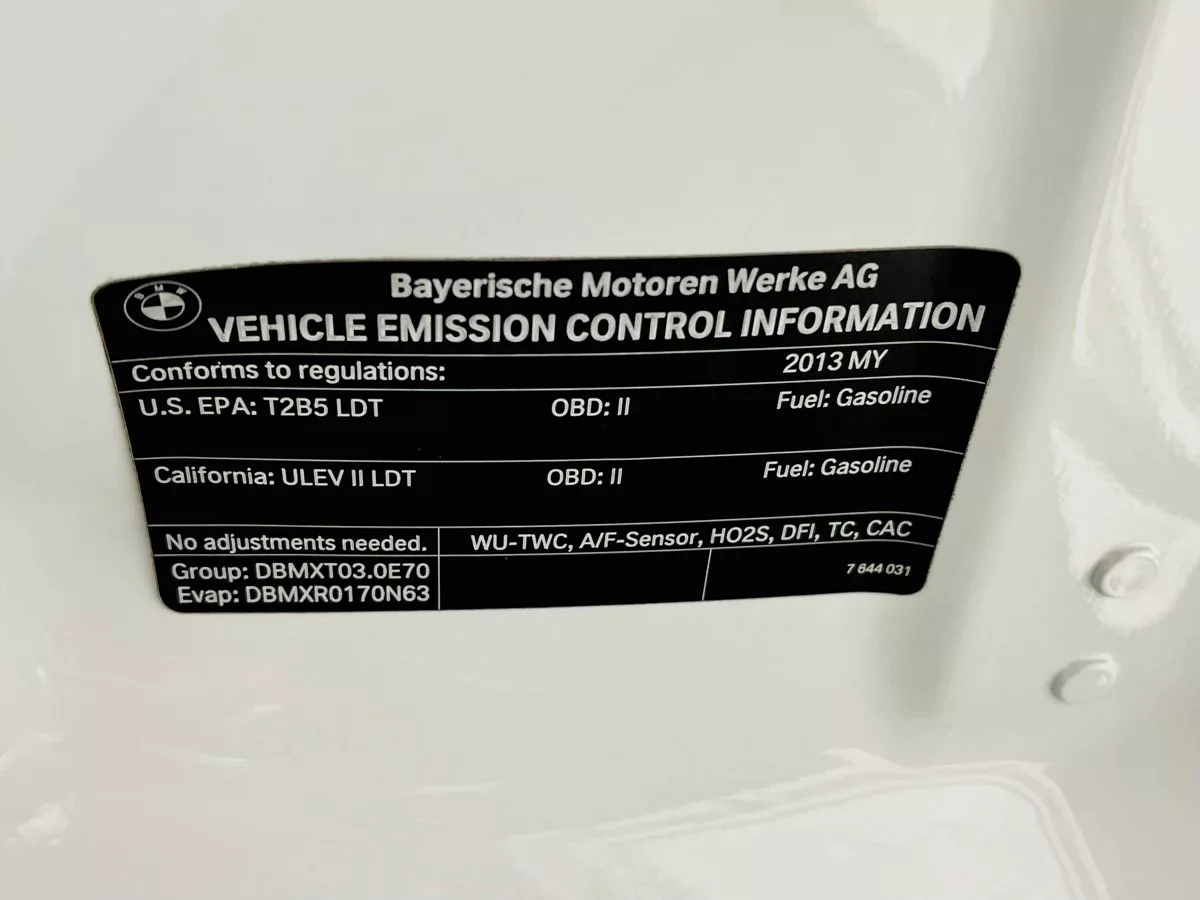 BMW
Bayerische Motoren Werke AG
VEHICLE EMISSION CONTROL INFORMATION
Conforms to regulations: 2013 MY
U.S. EPA: T2B5 LDT OBD: II Fuel: Gasoline
California: ULEV II LDT OBD: II Fuel: Gasoline
No adjustments needed. WU-TWC, A/F-Sensor, HO2S, DFI, TC, CAC
Group: DBMXT03.0E70
Evap: DBMXR0170N63 7 644 031